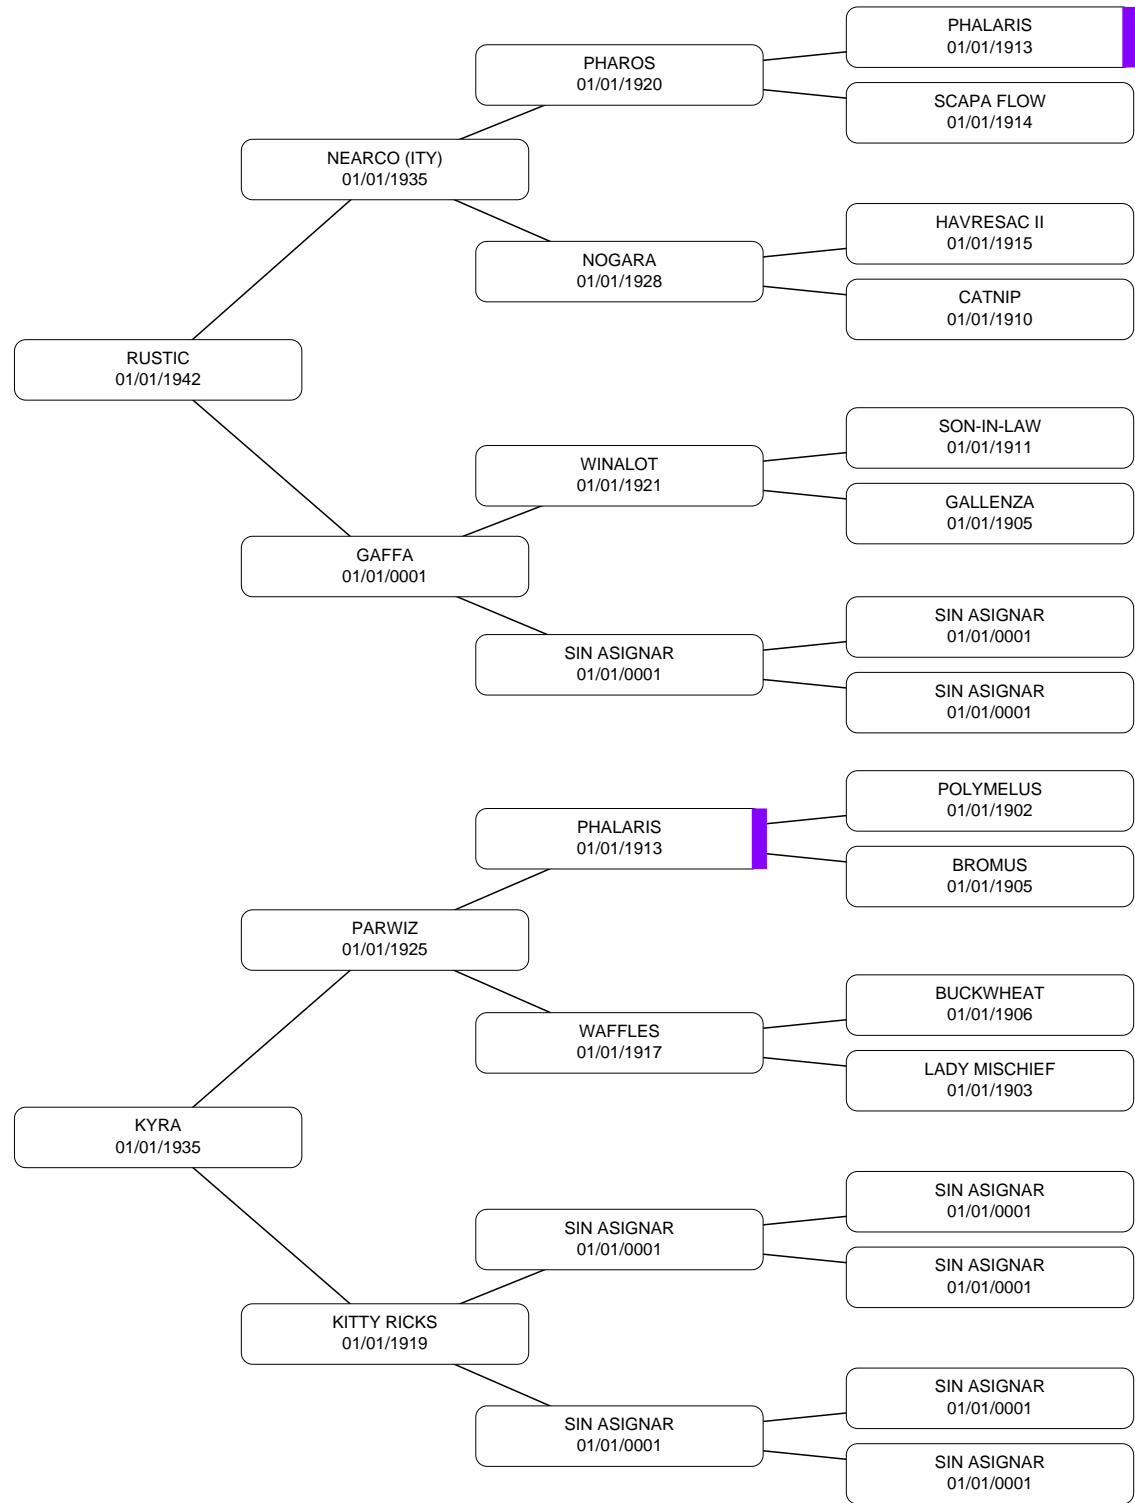 PHALARIS
01/01/1913
PHAROS
01/01/1920
SCAPA FLOW
01/01/1914
NEARCO (ITY)
01/01/1935
HAVRESAC II
01/01/1915
NOGARA
01/01/1928
CATNIP
01/01/1910
RUSTIC
01/01/1942
SON-IN-LAW
01/01/1911
WINALOT
01/01/1921
GALLENZA
01/01/1905
GAFFA
01/01/0001
SIN ASIGNAR
01/01/0001
SIN ASIGNAR
01/01/0001
SIN ASIGNAR
01/01/0001
POLYMELUS
01/01/1902
PHALARIS
01/01/1913
BROMUS
01/01/1905
PARWIZ
01/01/1925
BUCKWHEAT
01/01/1906
WAFFLES
01/01/1917
LADY MISCHIEF
01/01/1903
KYRA
01/01/1935
SIN ASIGNAR
01/01/0001
SIN ASIGNAR
01/01/0001
SIN ASIGNAR
01/01/0001
KITTY RICKS
01/01/1919
SIN ASIGNAR
01/01/0001
SIN ASIGNAR
01/01/0001
SIN ASIGNAR
01/01/0001